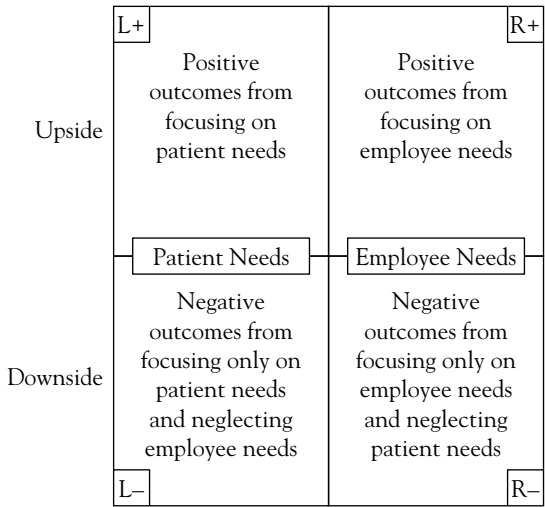 L+
R+
Positive
outcomes from
focusing on
patient needs
Positive
outcomes from
focusing on
employee needs
Upside
Patient Needs
Employee Needs
Negative
outcomes from
focusing only on
patient needs
and neglecting
employee needs
Negative
outcomes from
focusing only on
employee needs
and neglecting
patient needs
Downside
L–
R–